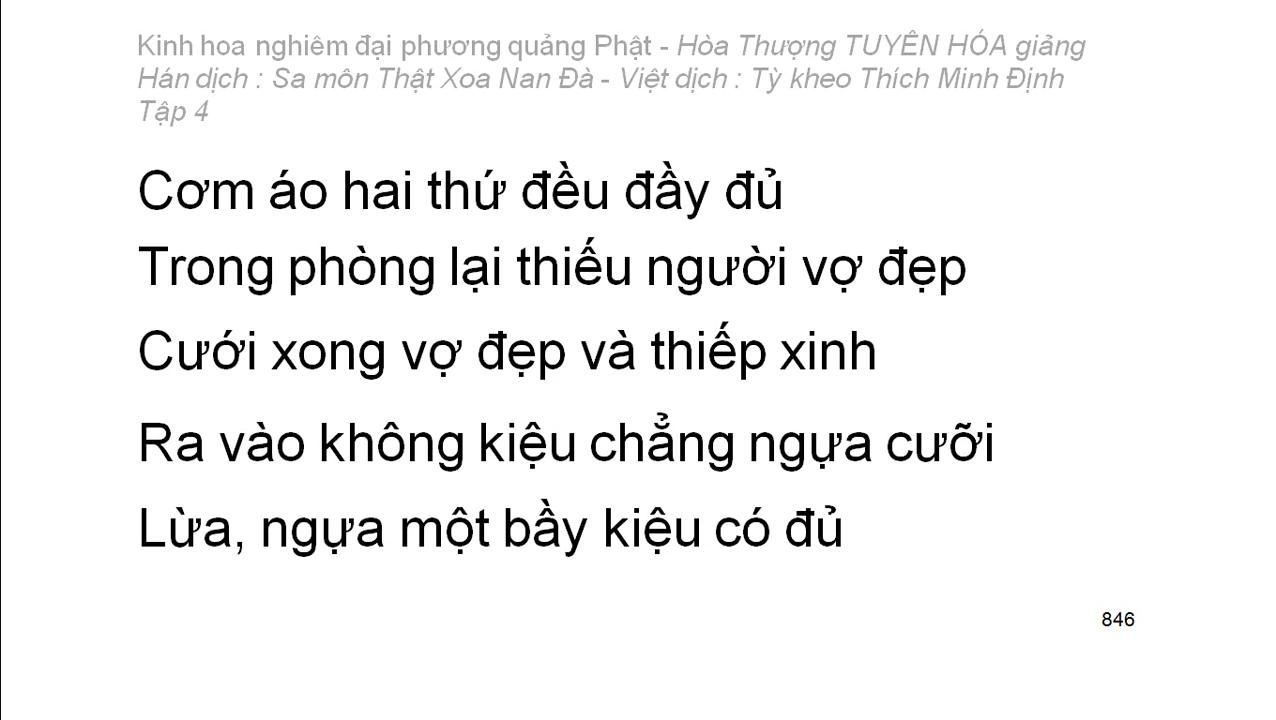 Kinh hoa nghiêm đại phương quảng Phật - Hòa Thượng TUYÊN HÓA giảng
Hán dịch : Sa môn Thật Xoa Nan Đà - Việt dịch : Tỳ kheo Thích Minh Định
Tập 4
Cơm áo hai thứ đều đầy đủ
Trong phòng lại thiếu người vợ đẹp
Cưới xong vợ đẹp và thiếp xinh
Ra vào không kiệu chẳng ngựa cưỡi
Lừa, ngựa một bầy kiệu có đủ
846